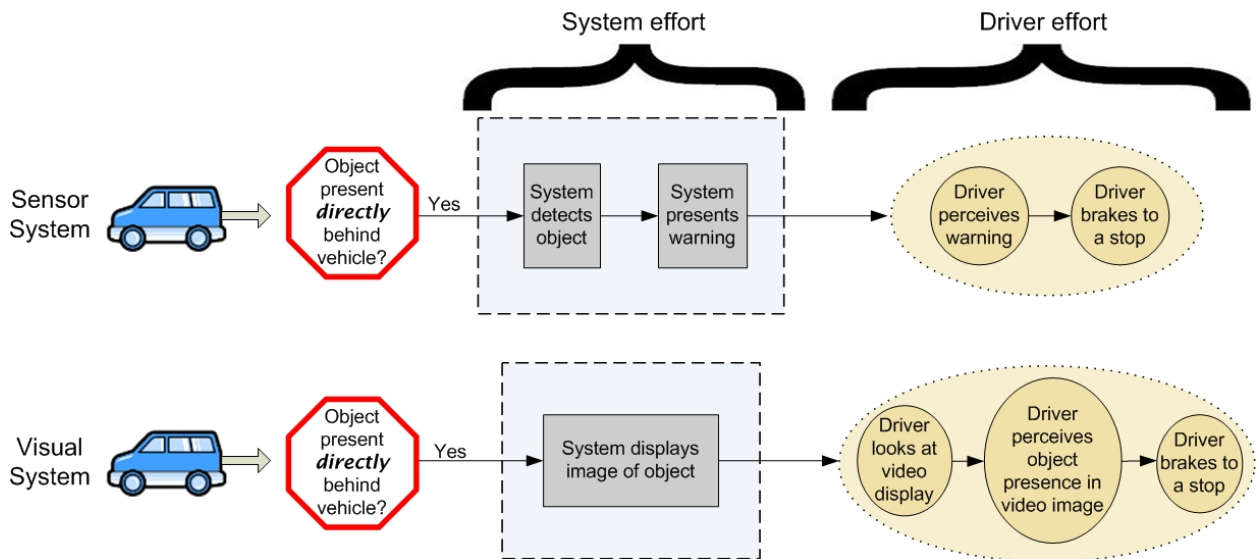 System effort
Driver effort
Sensor
System
Object
present
directly
behind
vehicle?
Yes
System
detects
object
System
presents
warning
Driver
perceives
warning
Driver
brakes to
a stop
Visual
System
Object
present
directly
behind
vehicle?
Yes
System displays
image of object
Driver
looks at
video
display
Driver
perceives
object
presence in
video image
Driver
brakes to
a stop